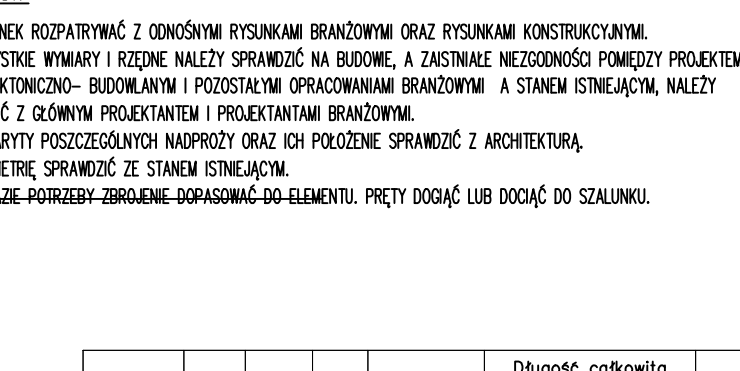 NEK ROZPATRYWAĆ Z ODNOŚNYMI RYSUNKAMI BRANŻOWYMI ORAZ RYSUNKAMI KONSTRUKCYJNYMI.
STKIE WYMIARY I RZĘDNE NALEŻY SPRAWDZIĆ NA BUDOWIE, A ZAISTNIAŁE NIEZGODNOŚCI POMIĘDZY PROJEKTEM
KTONICZNO– BUDOWLANYM I POZOSTAŁYMI OPRACOWANIAMI BRANŻOWYMI A STANEM ISTNIEJĄCYM, NALEŻY
Ć Z GŁÓWNYM PROJEKTANTEM I PROJEKTANTAMI BRANŻOWYMI.
ARYTY POSZCZEGÓLNYCH NADPROŻY ORAZ ICH POŁOŻENIE SPRAWDZIĆ Z ARCHITEKTURĄ.
ETRIĘ SPRAWDZIĆ ZE STANEM ISTNIEJĄCYM.
ZIE POTRZEBY ZBROJENIE DOPASOWAĆ DO ELEMENTU. PRĘTY DOGIĄĆ LUB DOCIĄĆ DO SZALUNKU.
Długość całkowita